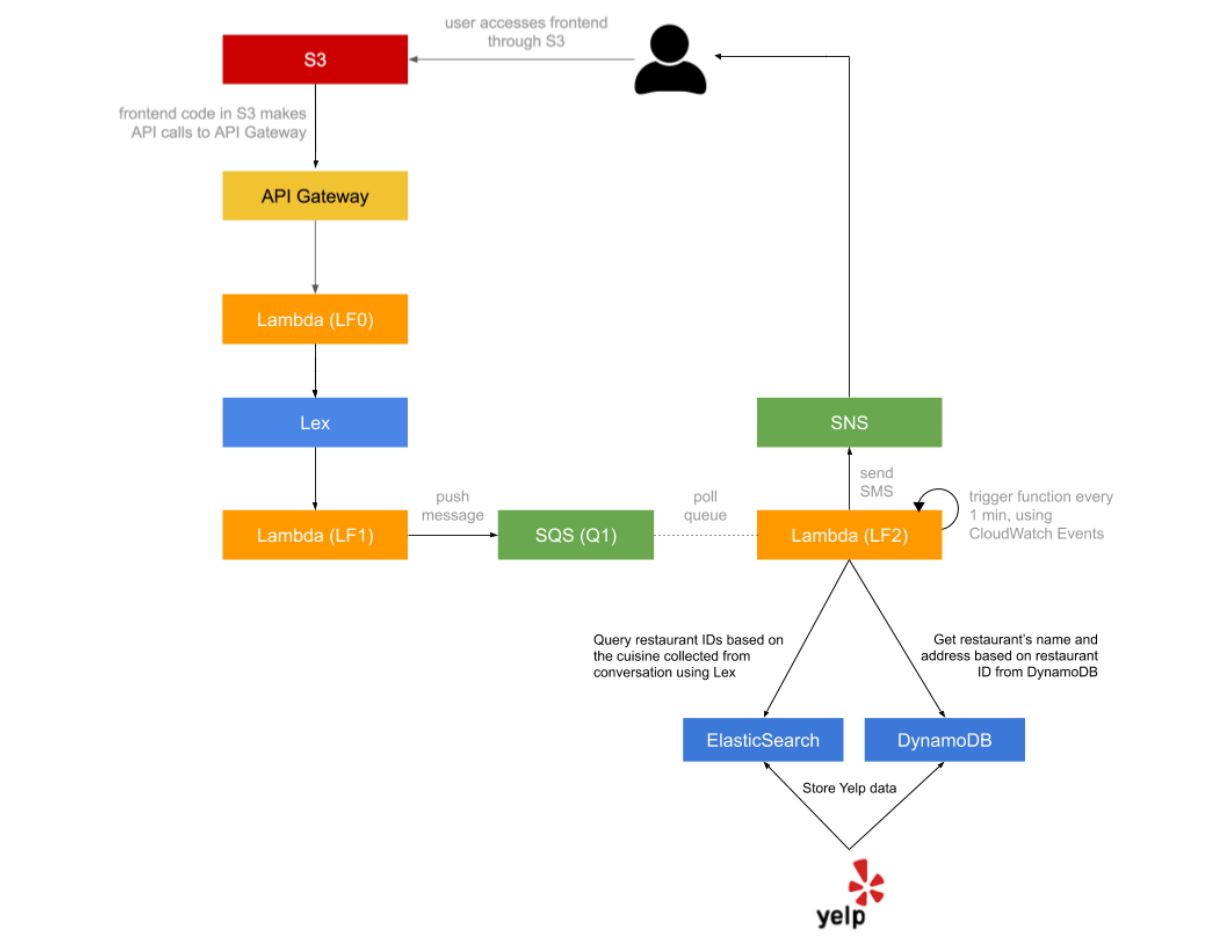 user accesses frontend
through S3
S3
frontend code in S3 makes
API calls to API Gateway
API Gateway
Lambda (LF0)
Lex
SNS
send
SMS
push
message
poll
queue
trigger function every
1 min, using
CloudWatch Events
Lambda (LF1)
SQS (Q1)
Lambda (LF2)
Query restaurant IDs based on
the cuisine collected from
conversation using Lex
Get restaurant's name and
address based on restaurant
ID from DynamoDB
ElasticSearch
DynamoDB
Store Yelp data
yelp